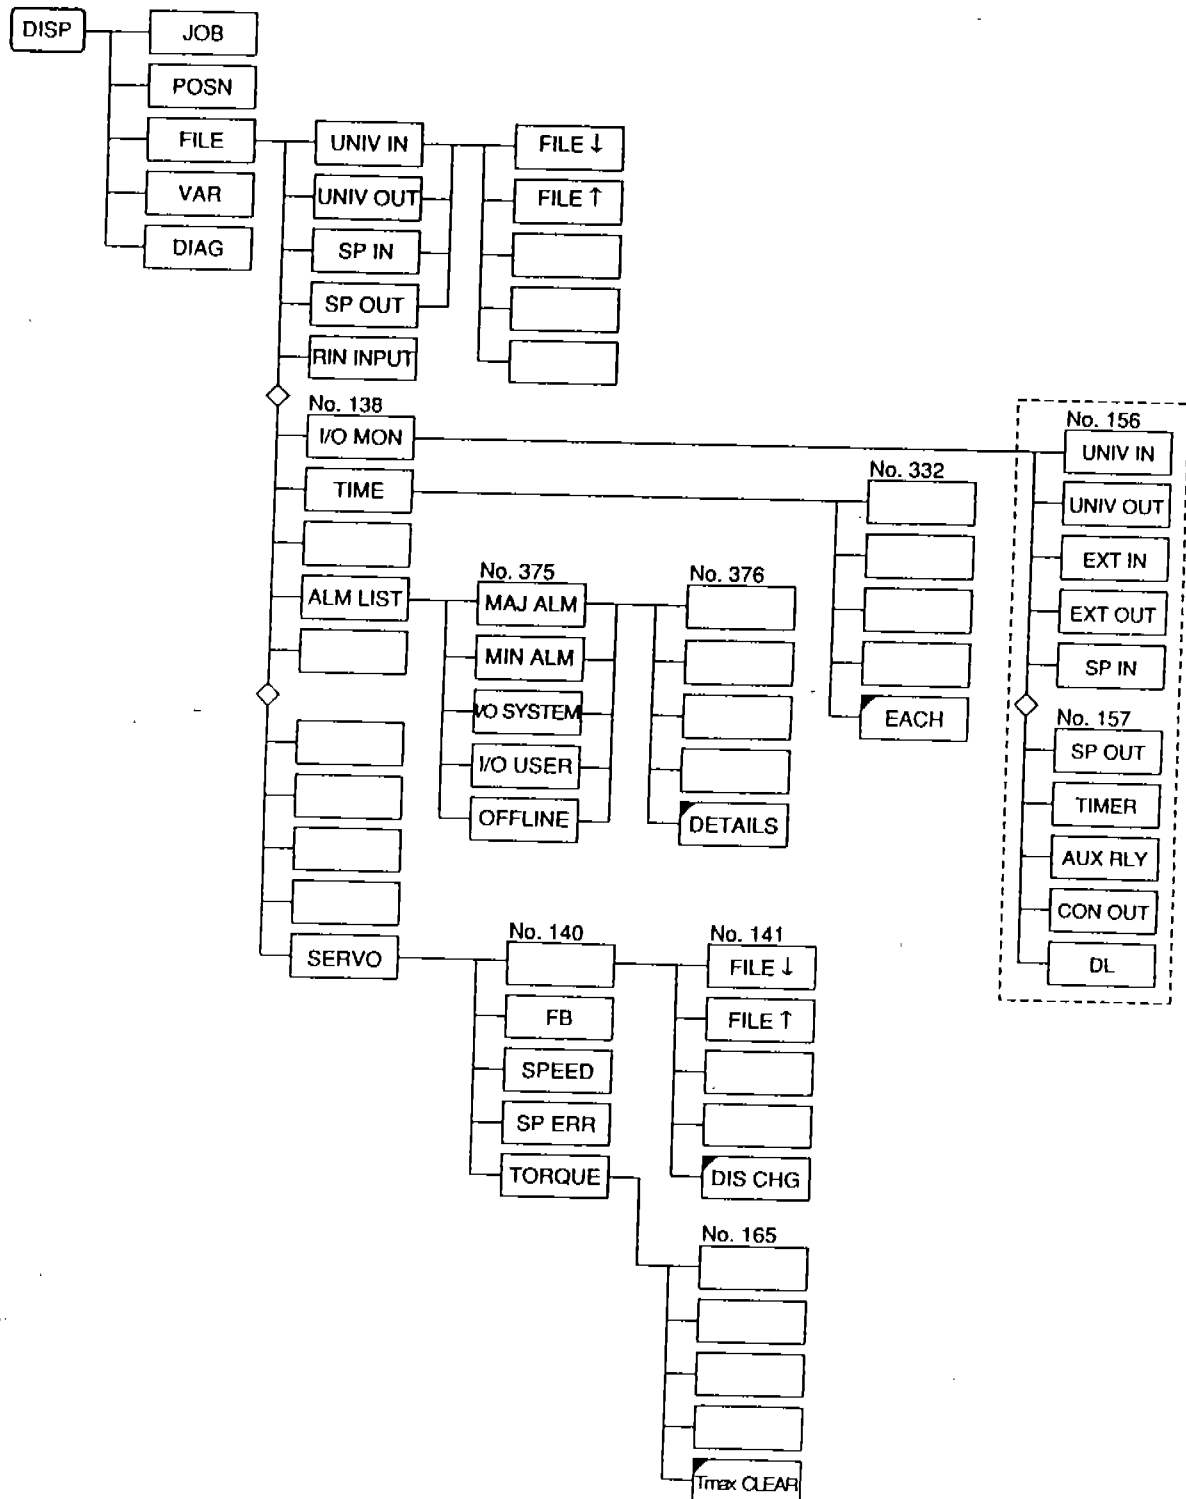 DISP
JOB
POSN
FILE
VAR
DIAG
UNIV IN
UNIV OUT
SP IN
SP OUT
RIN INPUT
FILE ↓
FILE ↑
No. 138
I/O MON
TIME
ALM LIST
No. 375
MAJ ALM
MIN ALM
I/O SYSTEM
I/O USER
OFFLINE
No. 376
DETAILS
No. 332
EACH
No. 156
UNIV IN
UNIV OUT
EXT IN
EXT OUT
SP IN
No. 157
SP OUT
TIMER
AUX RLY
CON OUT
DL
SERVO
No. 140
FB
SPEED
SP ERR
TORQUE
No. 141
FILE ↓
FILE ↑
DIS CHG
No. 165
Tmax CLEAR